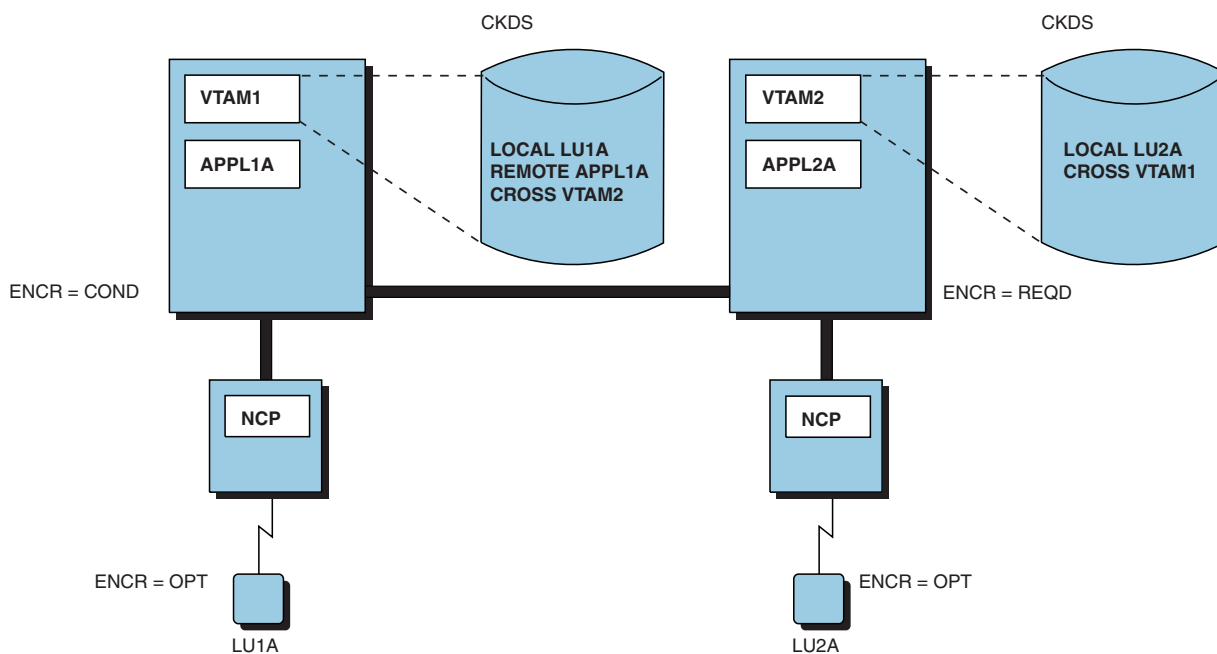 CKDS
CKDS
VTAM1
APPL1A
LOCAL LU1A
REMOTE APPL1A
CROSS VTAM2
VTAM2
APPL2A
LOCAL LU2A
CROSS VTAM1
ENCR = COND
ENCR = REQD
NCP
NCP
ENCR = OPT
LU1A
ENCR = OPT
LU2A